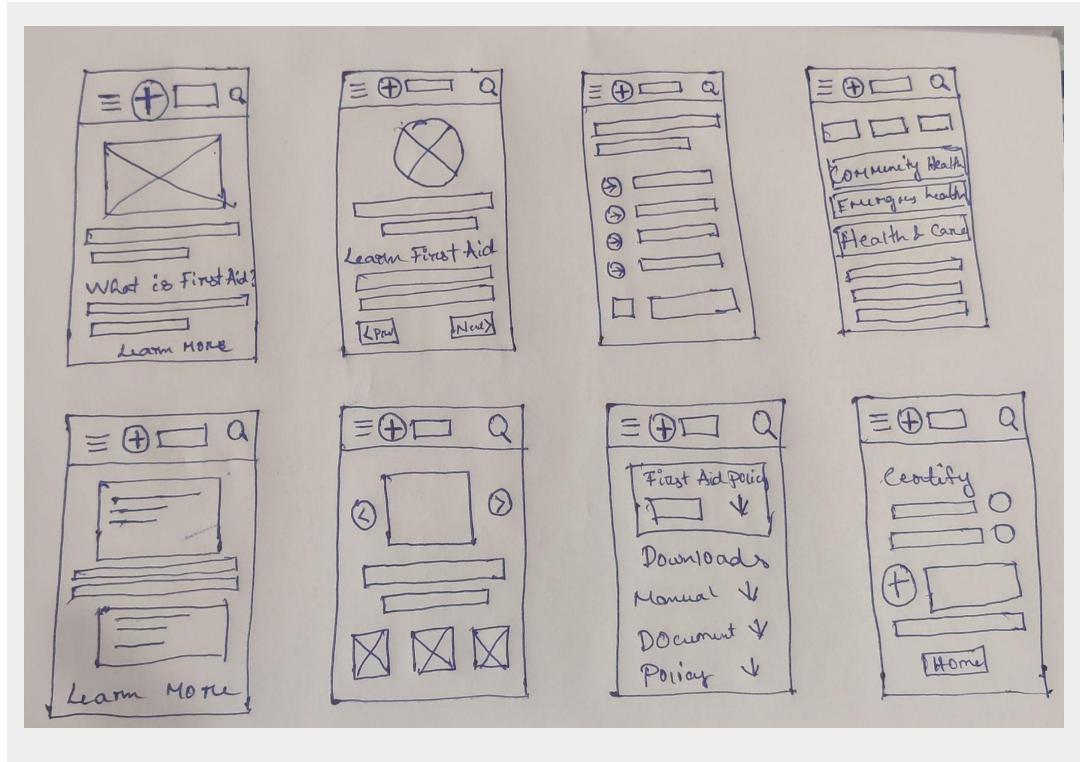 What is First Aid?
Learn More
Learn First Aid
<Prev
Next>
Community Health
Emergncy health
Health & Care
Learn More
First Aid Policy
Downloads
Manual
Document
Policy
Certify
Home